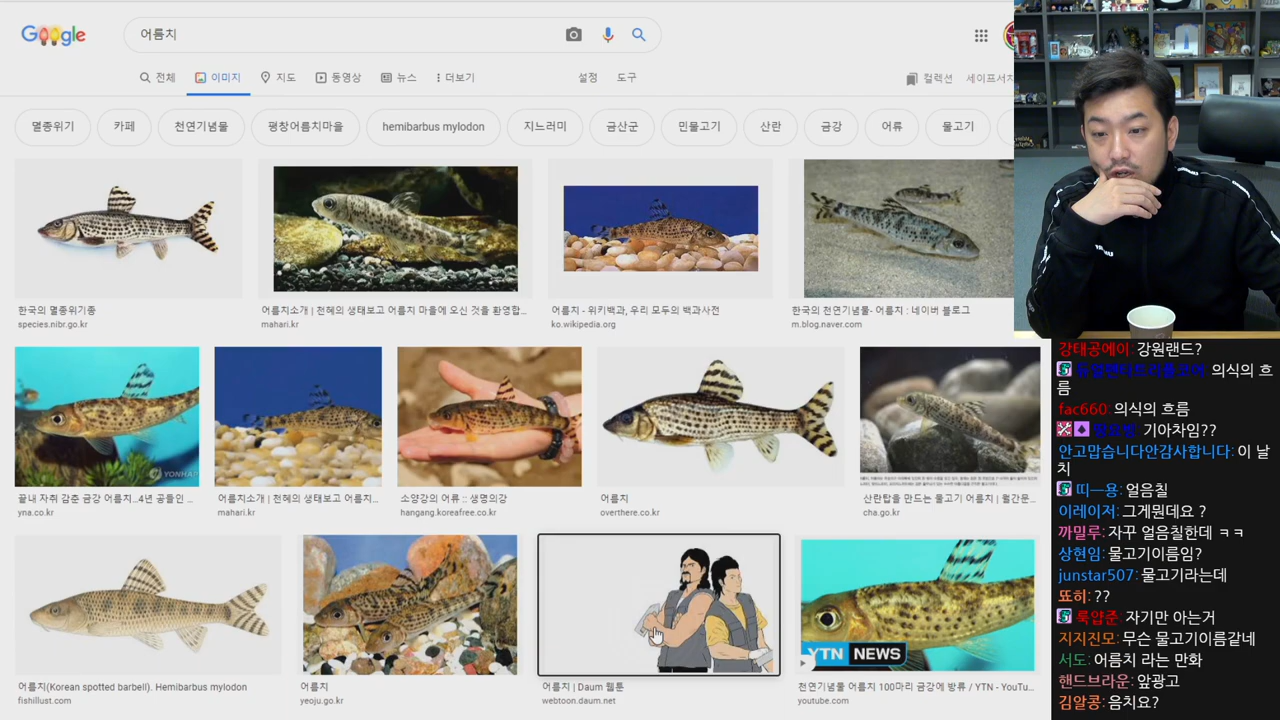 Google
어름치
전체
이미지
지도
동영상
뉴스
더보기
설정
도구
컬렉션
세이프서치
멸종위기
카페
천연기념물
평창어름치마을
hemibarbus mylodon
지느러미
금산군
민물고기
산란
금강
어류
물고기
한국의 멸종위기종
species.nibr.go.kr
어름치소개 | 천혜의 생태보고 어름치 마을에 오신 것을 환영합...
mahari.kr
어름치 - 위키백과, 우리 모두의 백과사전
ko.wikipedia.org
한국의 천연기념물- 어름치 : 네이버 블로그
m.blog.naver.com
YONHAP
끝내 자취 감춘 금강 어름치...4년 공들인 ...
yna.co.kr
어름치소개 | 천혜의 생태보고 어름치...
mahari.kr
소양강의 어류 :: 생명의강
hangang.koreafree.co.kr
어름치
overthere.co.kr
산란탑을 만드는 물고기 어름치 | 월간문...
cha.go.kr
어름치(Korean spotted barbell). Hemibarbus mylodon
fishillust.com
어름치
yeoju.go.kr
어름치 | Daum 웹툰
webtoon.daum.net
YTN NEWS
천연기념물 어름치 100마리 금강에 방류 / YTN - YouTu...
youtube.com
강태공에이: 강원랜드?
의식의 흐
름
fac660: 의식의 흐름
기아차임??
안고맙습니다안감사합니다: 이 날
치
띠—용: 얼음칠
이레이저: 그게뭔데요 ?
까밀루: 자꾸 얼음칠한데 ㅋㅋ
상현임: 물고기이름임?
junstar507: 물고기라는데
뚀히: ??
룩얍쥰: 자기만 아는거
지지진모: 무슨 물고기이름같네
서도: 어름치 라는 만화
핸드브라운: 앞광고
김알콩: 음치요?